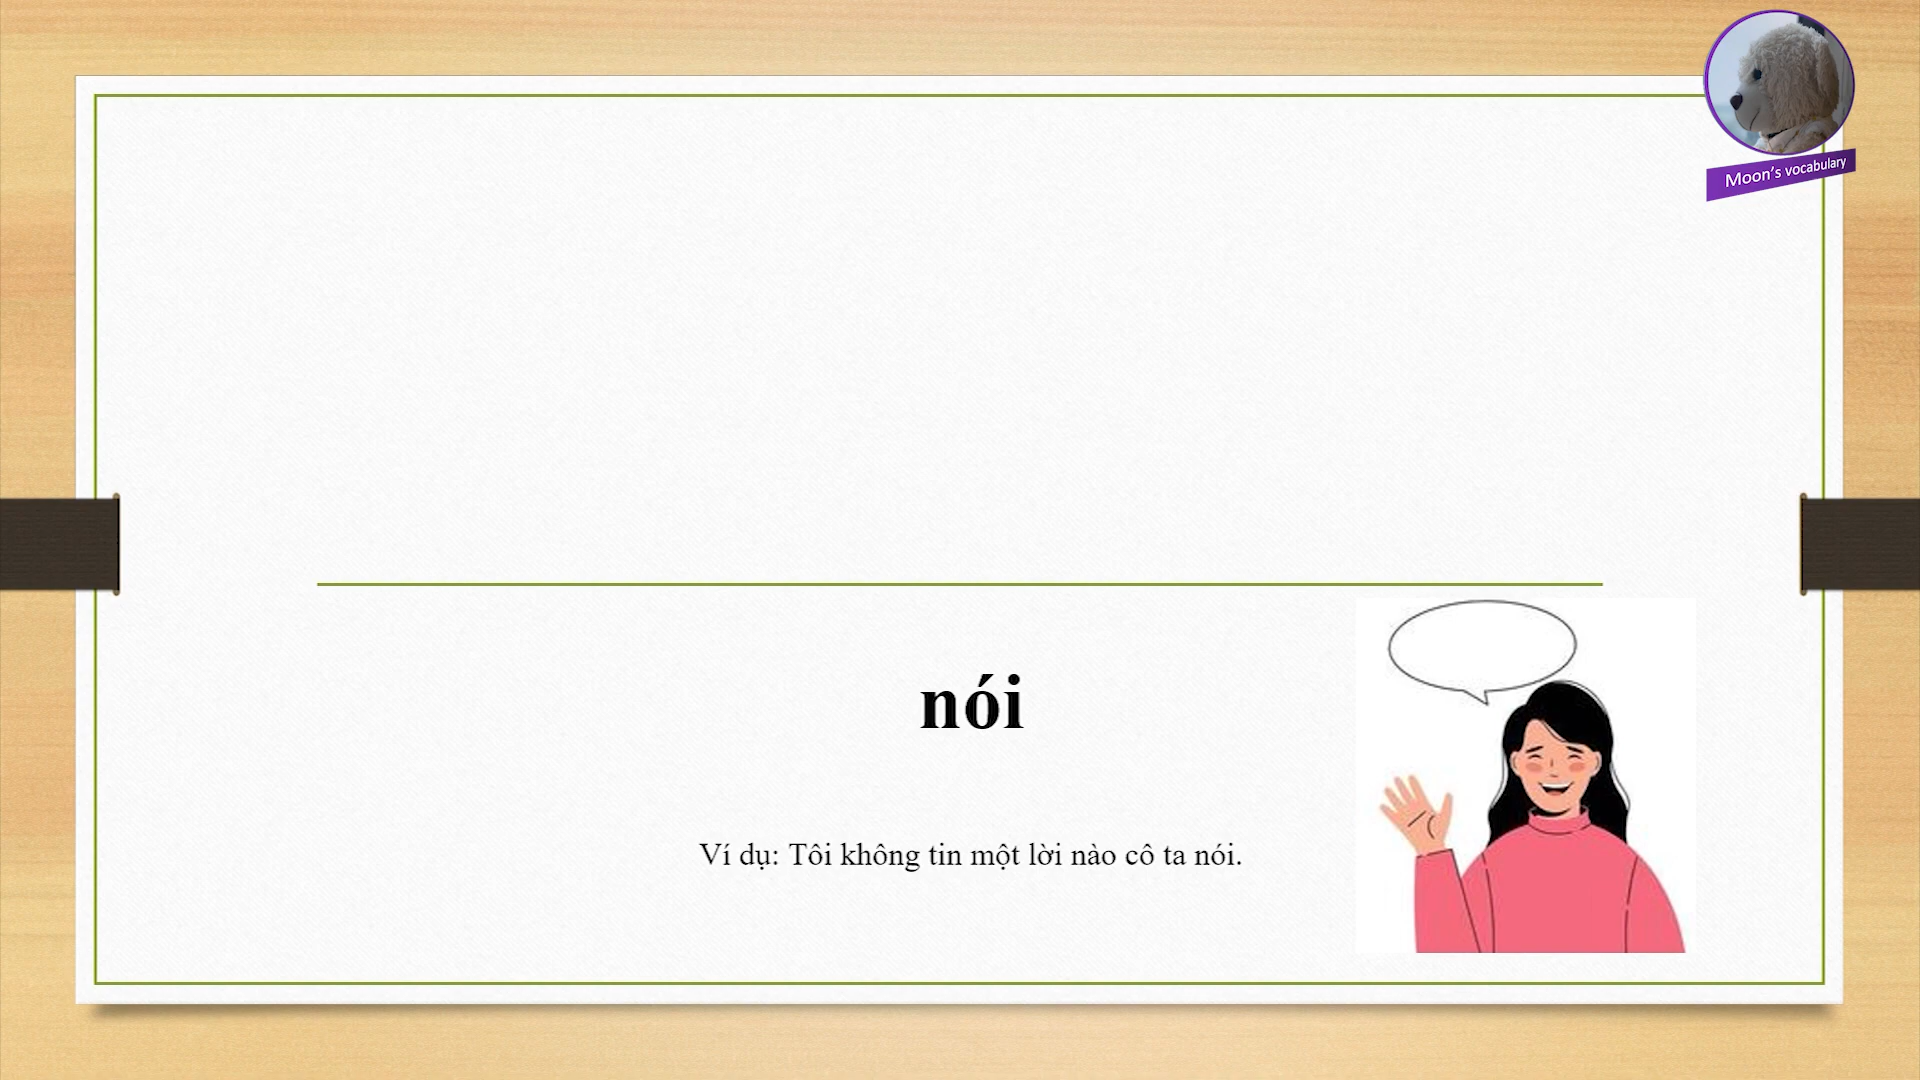 Moon's vocabulary
nói
Ví dụ: Tôi không tin một lời nào cô ta nói.